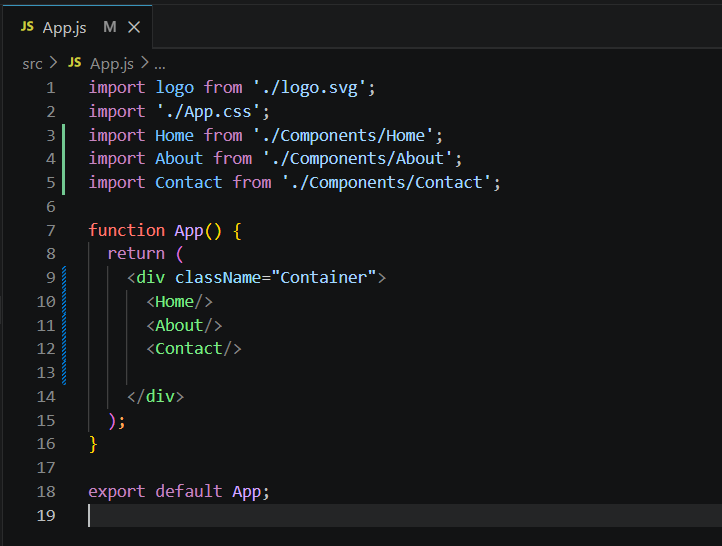 JS App.js M ×
src > JS App.js > ...
1 import logo from './logo.svg';
2 import './App.css';
3 import Home from './Components/Home';
4 import About from './Components/About';
5 import Contact from './Components/Contact';
6
7 function App() {
8   return (
9     <div className="Container">
10       <Home/>
11       <About/>
12       <Contact/>
13
14     </div>
15   );
16 }
17
18 export default App;
19